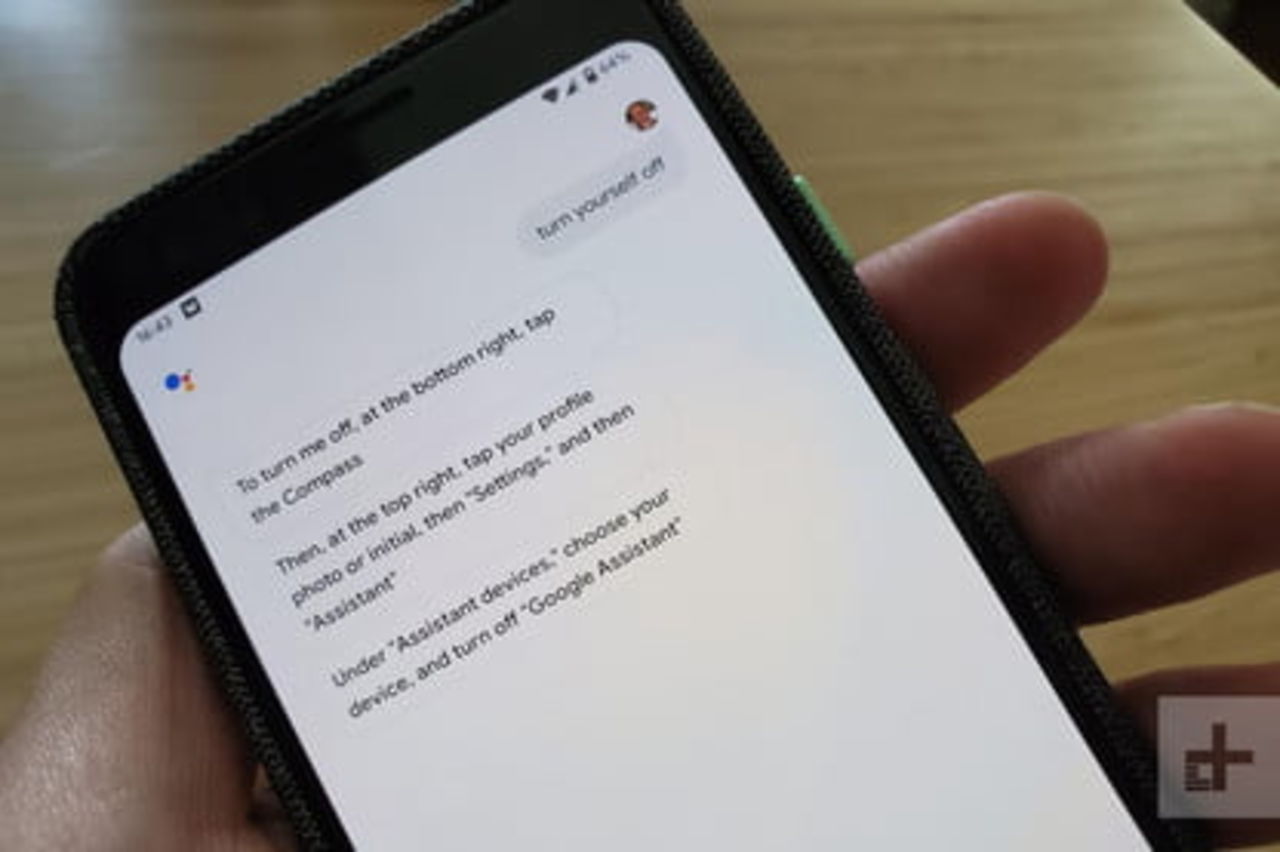 16:43
64%
turn yourself off
To turn me off, at the bottom right, tap
the Compass
Then, at the top right, tap your profile
photo or initial, then "Settings," and then
"Assistant"
Under "Assistant devices," choose your
device, and turn off "Google Assistant"